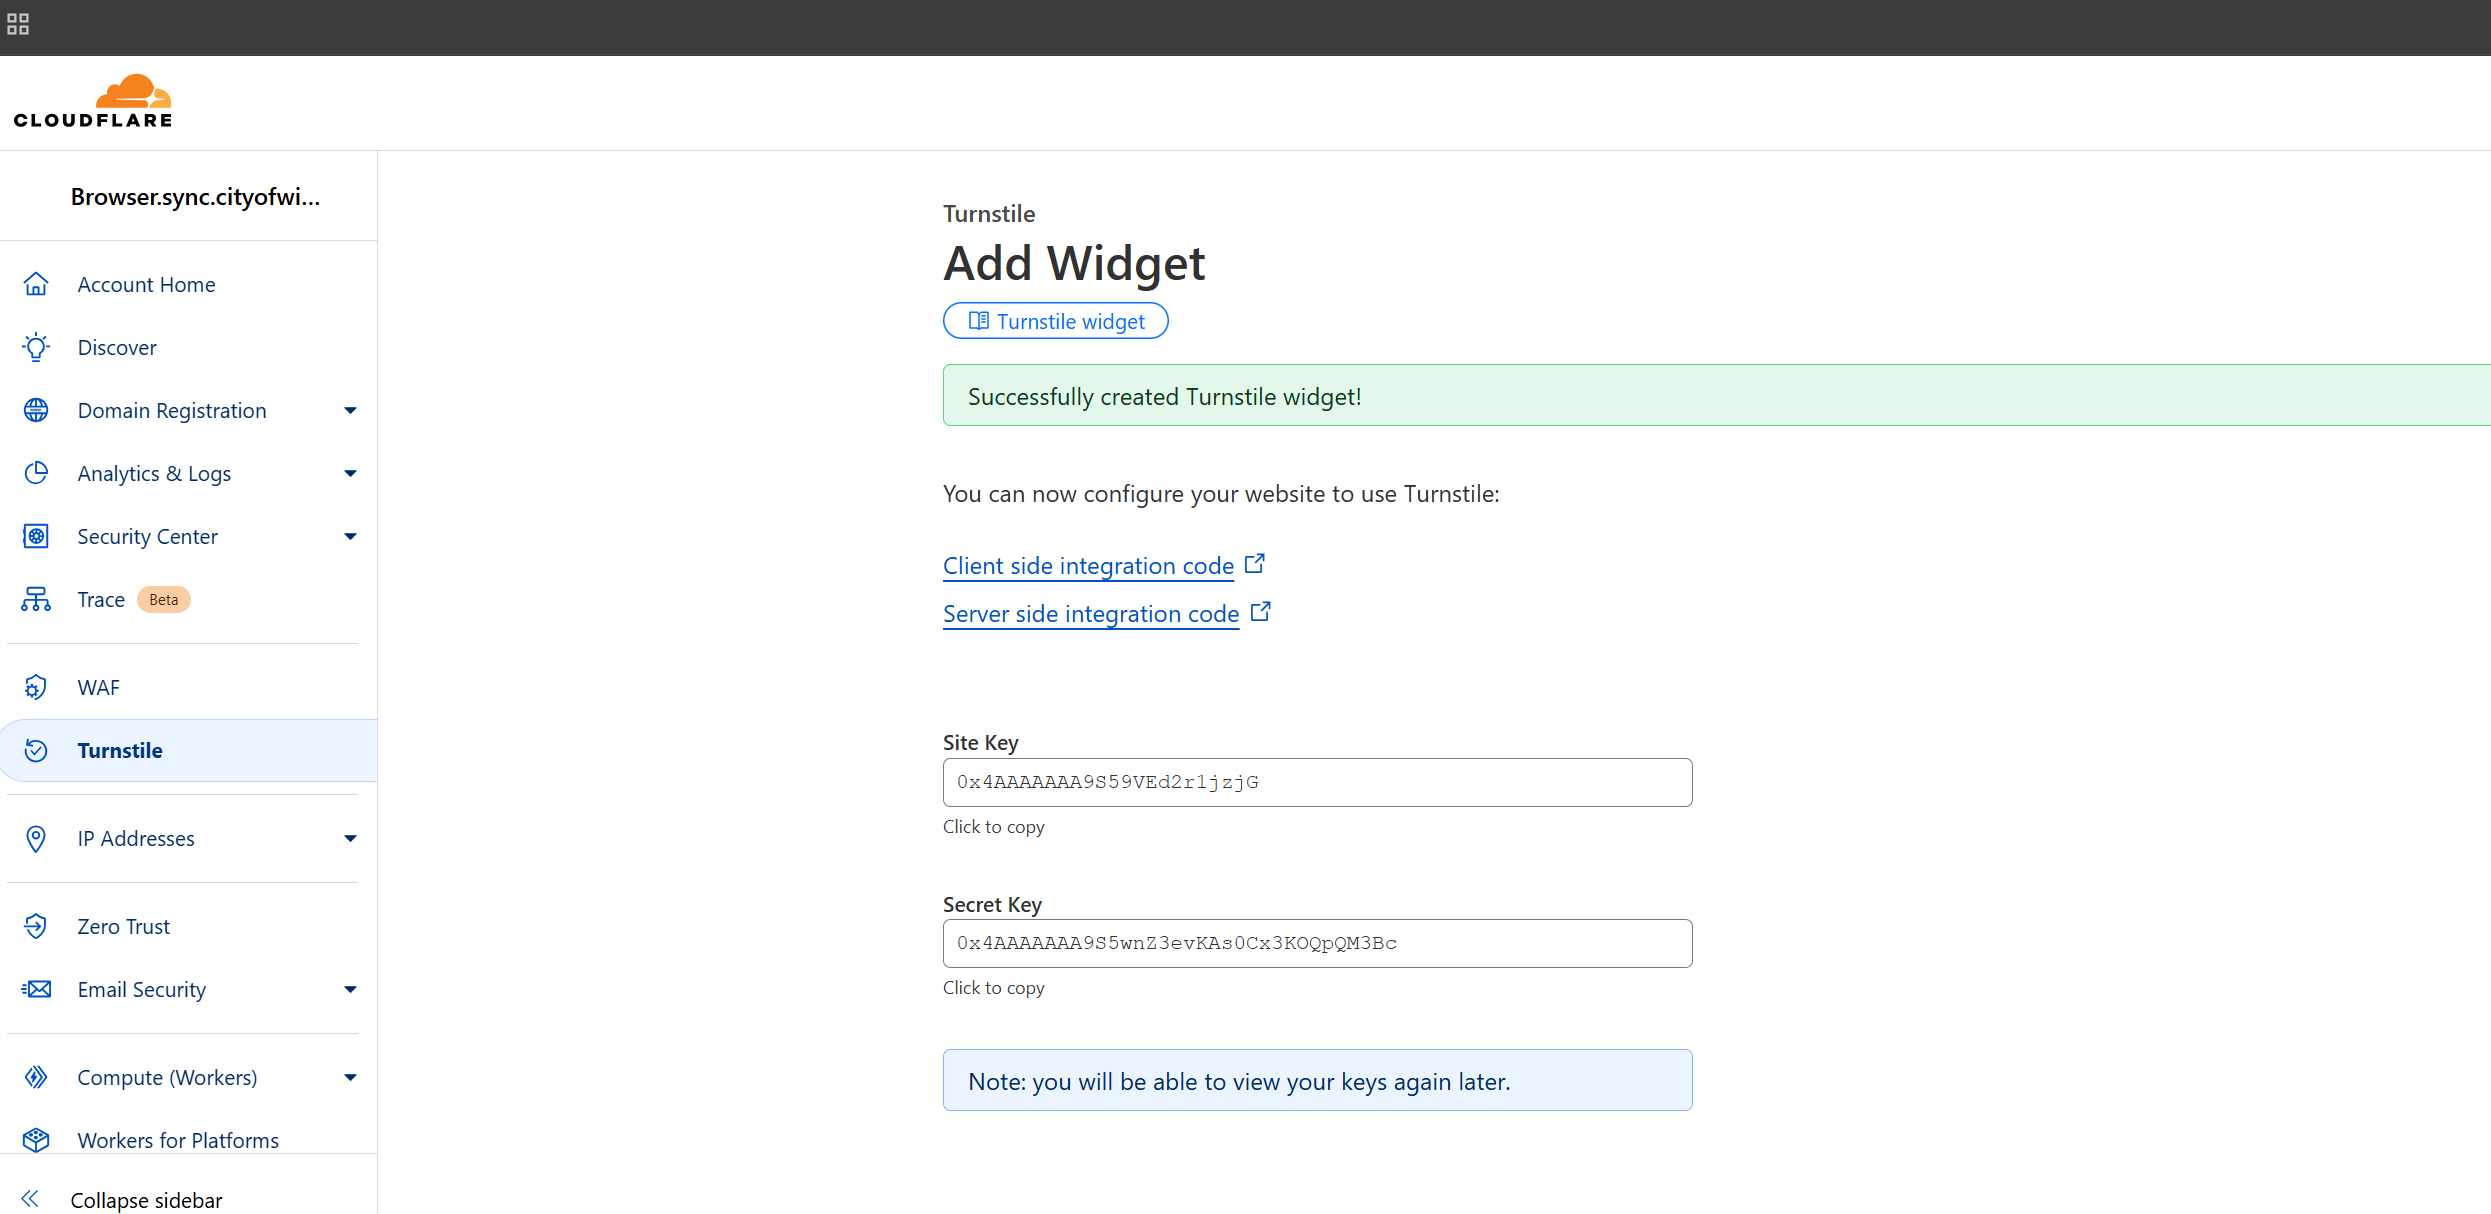 CLOUDFLARE
Browser.sync.cityofwi...
Account Home
Discover
Domain Registration
Analytics & Logs
Security Center
Trace Beta
WAF
Turnstile
IP Addresses
Zero Trust
Email Security
Compute (Workers)
Workers for Platforms
Collapse sidebar
Turnstile
Add Widget
Turnstile widget
Successfully created Turnstile widget!
You can now configure your website to use Turnstile:
Client side integration code
Server side integration code
Site Key
0x4AAAAAAA9S59VEd2r1jzjG
Click to copy
Secret Key
0x4AAAAAAA9S5wnZ3evKAs0Cx3KOQpQM3Bc
Click to copy
Note: you will be able to view your keys again later.